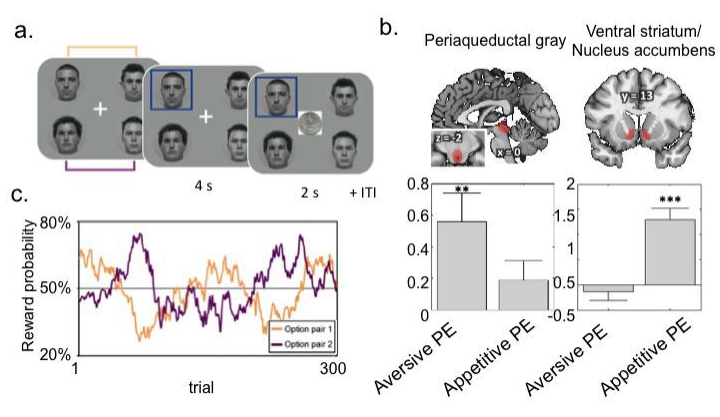 a.
4 s
2 s
+ ITI
b.
Periaqueductal gray
Ventral striatum/
Nucleus accumbens
z = -2
x = 0
y = 13
0.8
0.6
0.4
0.2
0
**
Aversive PE
Appetitive PE
2
1.5
1
0.5
-0.5
***
Aversive PE
Appetitive PE
c.
Reward probability
80%
50%
20%
Option pair 1
Option pair 2
1
300
trial